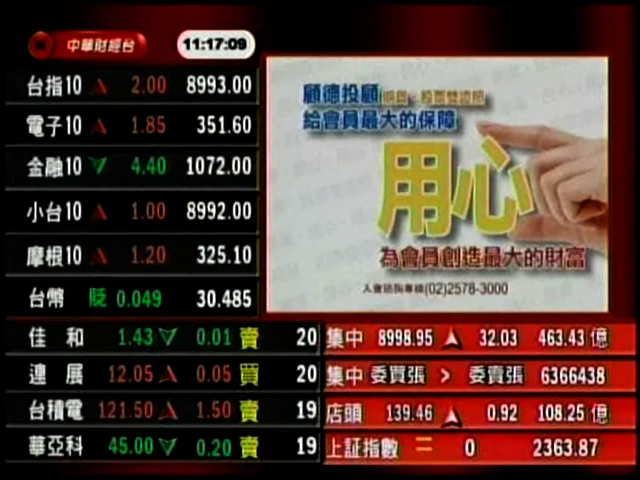 中華財經台 11:17:09
台指10 2.00 8993.00
電子10 1.85 351.60
金融10 4.40 1072.00
小台10 1.00 8992.00
摩根10 1.20 325.10
台幣 貶 0.049 30.485
顧德投顧
給會員最大的保障
用心
為會員創造最大的財富
(02)2578-3000
佳和 1.43 0.01 賣 20
連展 12.05 0.05 買 20
台積電 121.50 1.50 賣 19
華亞科 45.00 0.20 賣 19
集中 8998.95 32.03 463.43 億
集中 委買張 > 委賣張 6366438
店頭 139.46 0.92 108.25 億
上証指數 = 0 2363.87